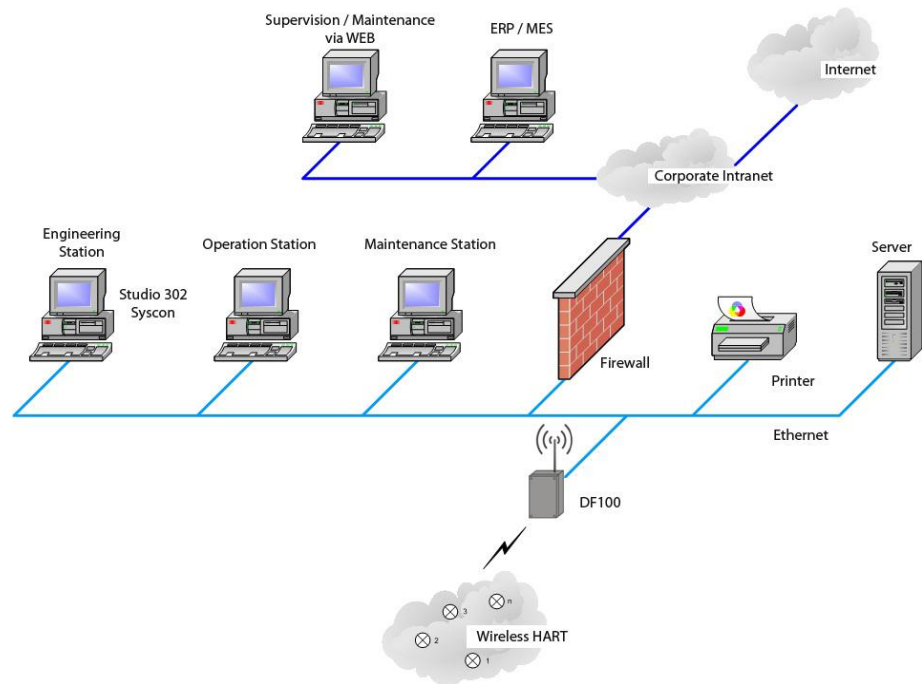 Supervision / Maintenance
via WEB
ERP / MES
Internet
Corporate Intranet
Engineering
Station
Operation Station
Maintenance Station
Server
Studio 302
Syscon
Firewall
Printer
Ethernet
DF100
3
n
2
Wireless HART
1